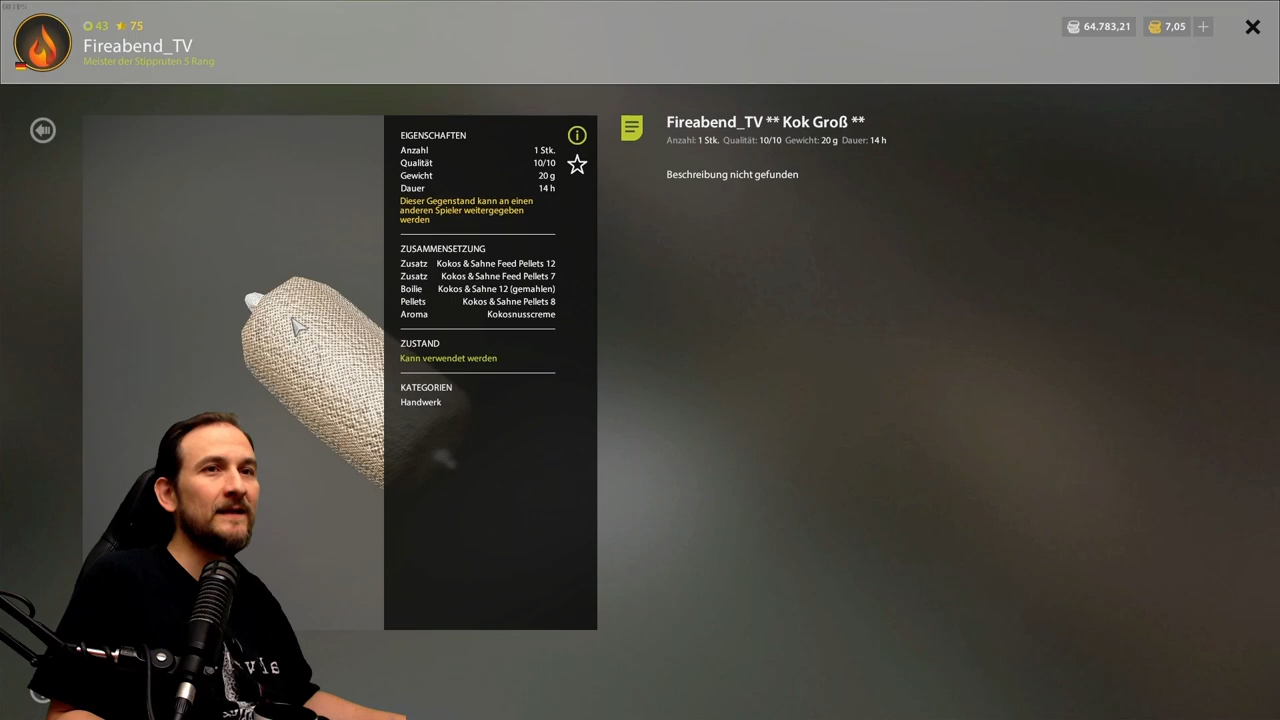 43 75
Fireabend_TV
Meister der Stippruten 5 Rang
64.783,21 7,05
EIGENSCHAFTEN
Anzahl 1 Stk.
Qualität 10/10
Gewicht 20 g
Dauer 14 h
Dieser Gegenstand kann an einen
anderen Spieler weitergegeben
werden
ZUSAMMENSETZUNG
Zusatz Kokos & Sahne Feed Pellets 12
Zusatz Kokos & Sahne Feed Pellets 7
Boilie Kokos & Sahne 12 (gemahlen)
Pellets Kokos & Sahne Pellets 8
Aroma Kokosnusscreme
ZUSTAND
Kann verwendet werden
KATEGORIEN
Handwerk
Fireabend_TV ** Kok Groß **
Anzahl: 1 Stk. Qualität: 10/10 Gewicht: 20 g Dauer: 14 h
Beschreibung nicht gefunden